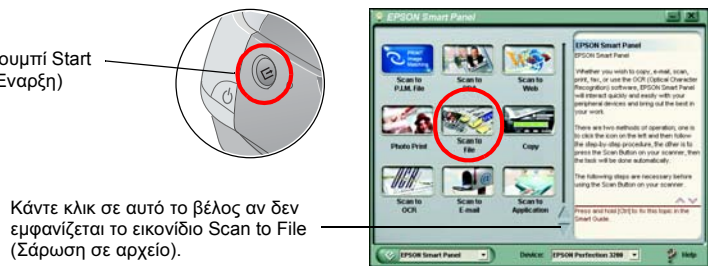 ουμπί Start
Έναρξη)
Κάντε κλικ σε αυτό το βέλος αν δεν
εμφανίζεται το εικονίδιο Scan to File
(Σάρωση σε αρχείο).
EPSON Smart Panel
Scan to
P.I.M. File
Scan to
Scan to
Web
Photo Print
Scan to
File
Copy
Scan to
OCR
Scan to
E-mail
Scan to
Application
EPSON Smart Panel
EPSON Smart Panel
Whether you wish to copy, e-mail, scan,
print, fax, or use the OCR (Optical Character
Recognition) software, EPSON Smart Panel
will interact quickly and easily with your
peripheral devices and bring out the best in
your work.
There are two methods of operation, one is
to click the icon on the left and then follow
the step-by-step procedure, the other is to
press the Scan Button on your scanner, then
the task will be done automatically.
The following steps are necessary before
using the Scan Button on your scanner.
Press and hold [Ctrl] to fix this topic in the
Smart Guide.
EPSON Smart Panel
Device:
EPSON Perfection 3200
Help